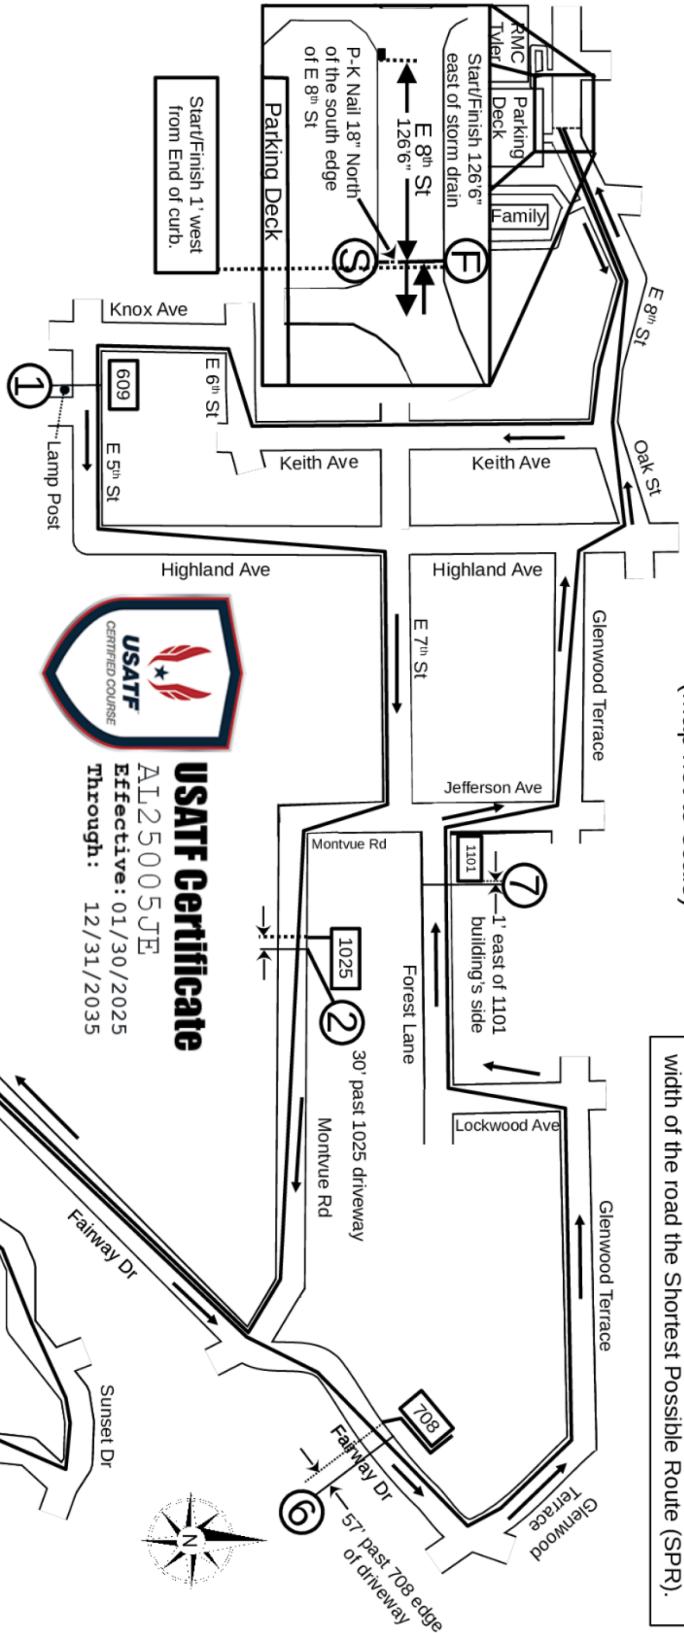 RMC
Tyler
Parking
Deck
Family
Start/Finish 126'6"
east of storm drain
E 8th St
126'6"
P-K Nail 18" North
of the south edge
of E 8th St
F
S
Parking Deck
Start/Finish 1' west
from End of curb.
E 8th St
Oak St
Knox Ave
E 6th St
609
1
Lamp Post
E 5th St
Keith Ave
Keith Ave
Highland Ave
Highland Ave
E 7th St
Glenwood Terrace
Jefferson Ave
Montvue Rd
1101
7
1' east of 1101
building's side
1025
2
30' past 1025 driveway
Forest Lane
Montvue Rd
Lockwood Ave
Glenwood Terrace
width of the road the Shortest Possible Route (SPR).
USATF
CERTIFIED COURSE
USATF Certificate
AL25005JE
Effective: 01/30/2025
Through: 12/31/2035
Fairway Dr
Sunset Dr
708
Fairway Dr
6
57' past 708 edge
of driveway
Glenwood
Terrace
N